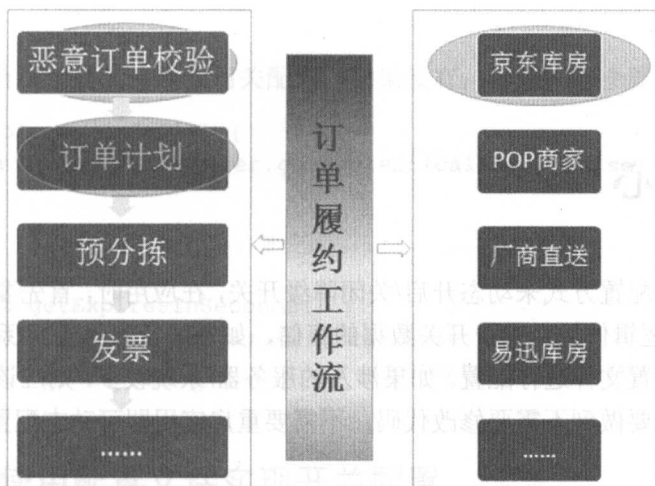 恶意订单校验
订单计划
预分拣
发票
……
订单履约工作流
京东库房
POP商家
厂商直送
易迅库房
……